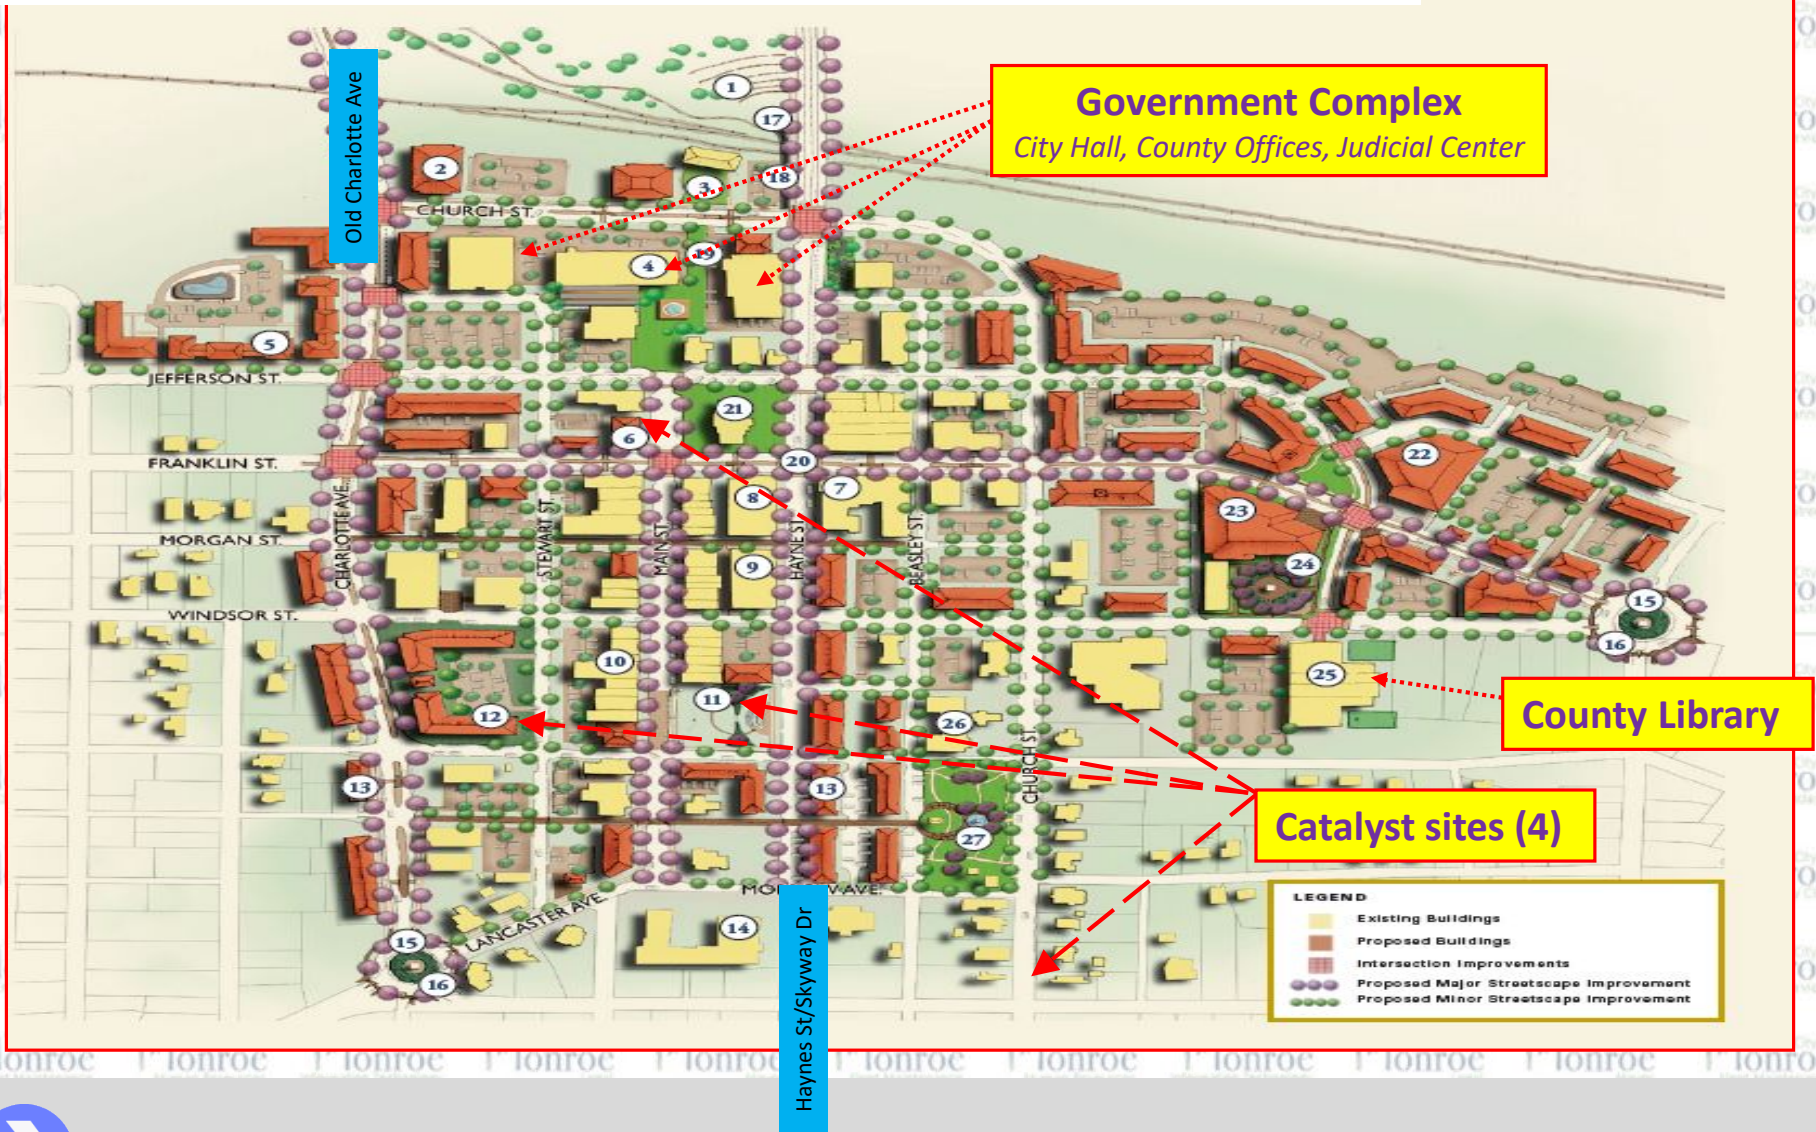 Old Charlotte Ave
Government Complex
City Hall, County Offices, Judicial Center
1
17
2
3
18
CHURCH ST.
19
4
5
JEFFERSON ST.
21
6
20
FRANKLIN ST.
22
8
7
23
CHARLOTTE AVE.
STEWART ST.
MAIN ST.
HAYNE ST.
BEASLEY ST.
MORGAN ST.
9
24
15
WINDSOR ST.
16
10
25
11
12
26
County Library
CHURCH ST.
13
13
27
Catalyst sites (4)
AVE.
LANCASTER AVE.
14
15
16
Haynes St/Skyway Dr
LEGEND
Existing Buildings
Proposed Buildings
Intersection Improvements
Proposed Major Streetscape Improvement
Proposed Minor Streetscape Improvement